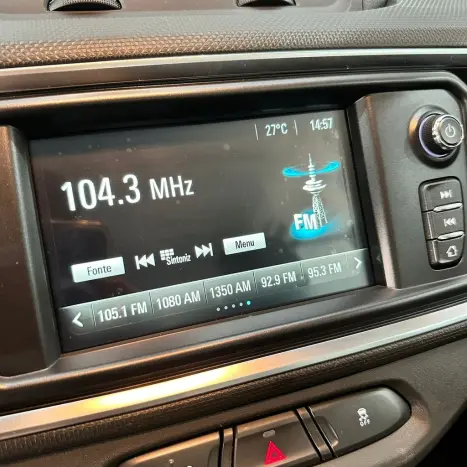 27°C 14:57
104.3 MHz
FM
Fonte Sintoniz Menu
105.1 FM 1080 AM 1350 AM 92.9 FM 95.3 FM
OFF